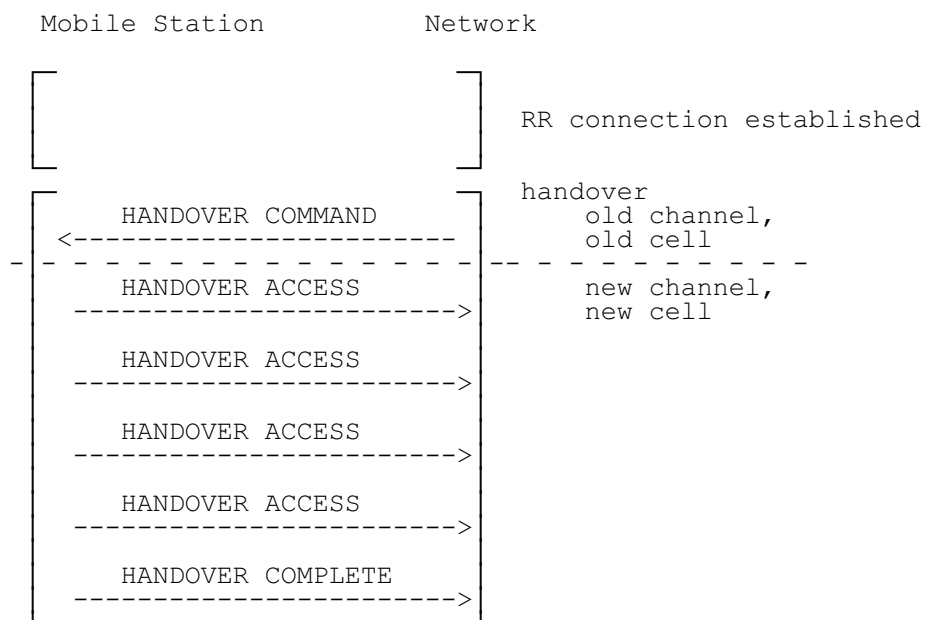 Mobile Station Network
RR connection established
handover
HANDOVER COMMAND old channel,
<------------------------ old cell
- - - - - - - - - - - - - - - -- - - - - - - - - -
HANDOVER ACCESS new channel,
------------------------> new cell
HANDOVER ACCESS
------------------------>
HANDOVER ACCESS
------------------------>
HANDOVER ACCESS
------------------------>
HANDOVER COMPLETE
------------------------>